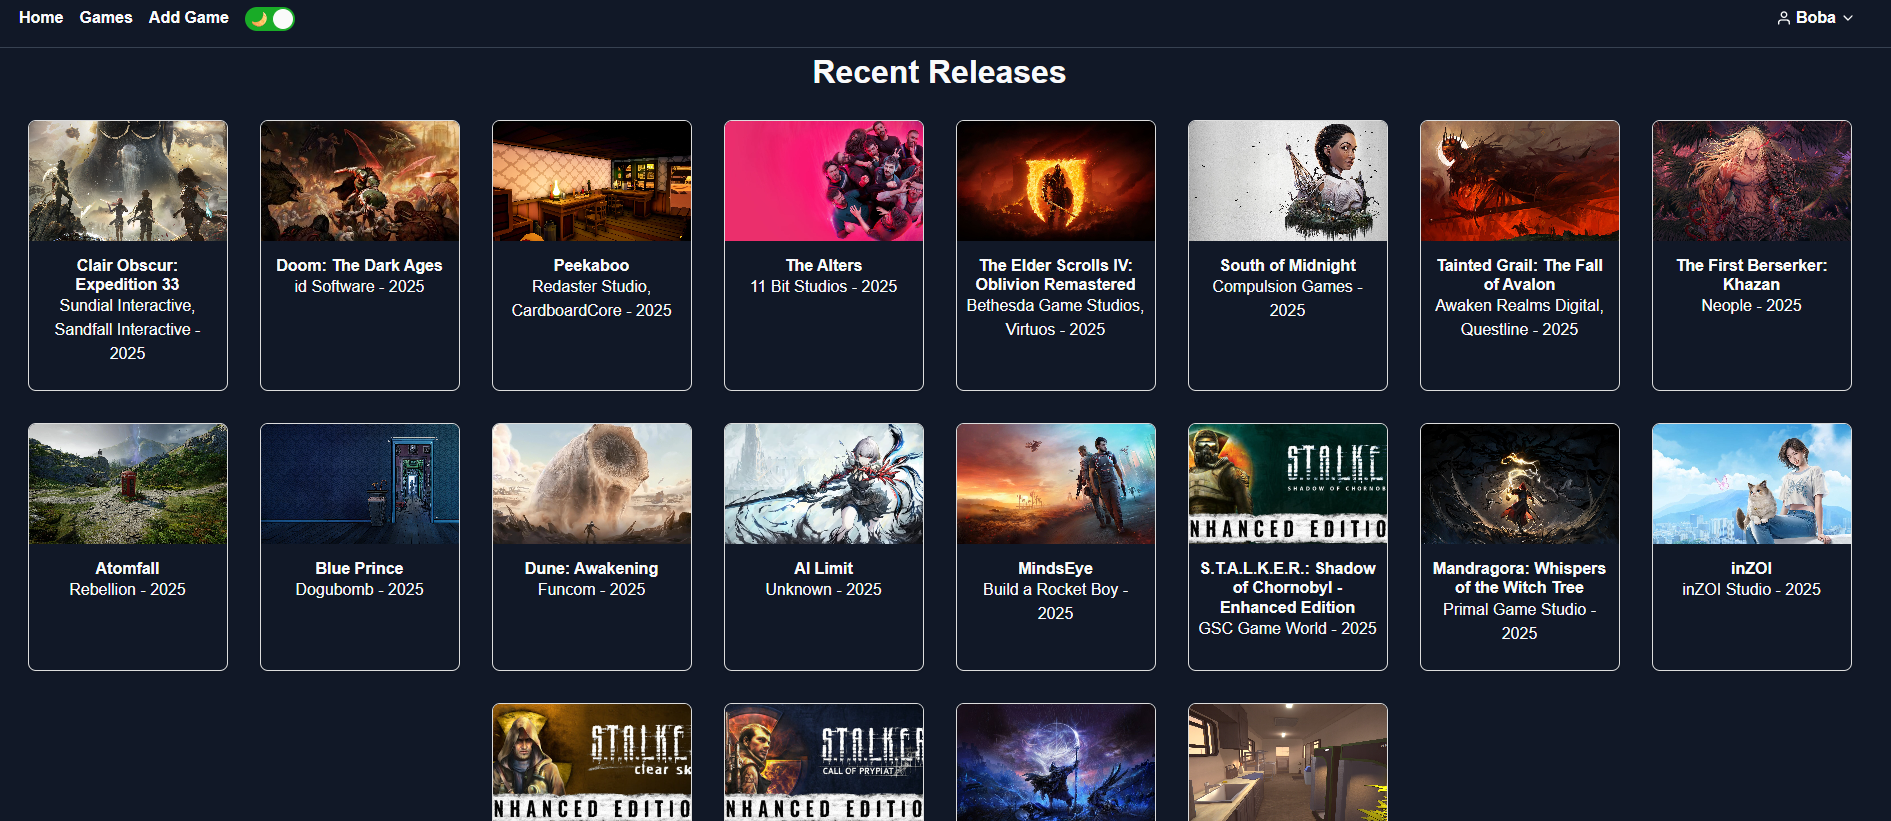 Home Games Add Game Boba
Recent Releases
Clair Obscur:
Expedition 33
Sundial Interactive,
Sandfall Interactive -
2025
Doom: The Dark Ages
id Software - 2025
Peekaboo
Redaster Studio,
CardboardCore - 2025
The Alters
11 Bit Studios - 2025
The Elder Scrolls IV:
Oblivion Remastered
Bethesda Game Studios,
Virtuos - 2025
South of Midnight
Compulsion Games -
2025
Tainted Grail: The Fall
of Avalon
Awaken Realms Digital,
Questline - 2025
The First Berserker:
Khazan
Neople - 2025
Atomfall
Rebellion - 2025
Blue Prince
Dogubomb - 2025
Dune: Awakening
Funcom - 2025
AI Limit
Unknown - 2025
MindsEye
Build a Rocket Boy -
2025
STALKE
SHADOW OF CHORNOB
NHANCED EDITIO
S.T.A.L.K.E.R.: Shadow
of Chornobyl -
Enhanced Edition
GSC Game World - 2025
Mandragora: Whispers
of the Witch Tree
Primal Game Studio -
2025
inZOI
inZOI Studio - 2025
STALKE
clear sk
NHANCED EDITIO
STALKER
CALL OF PRYPIAT
NHANCED EDITIO